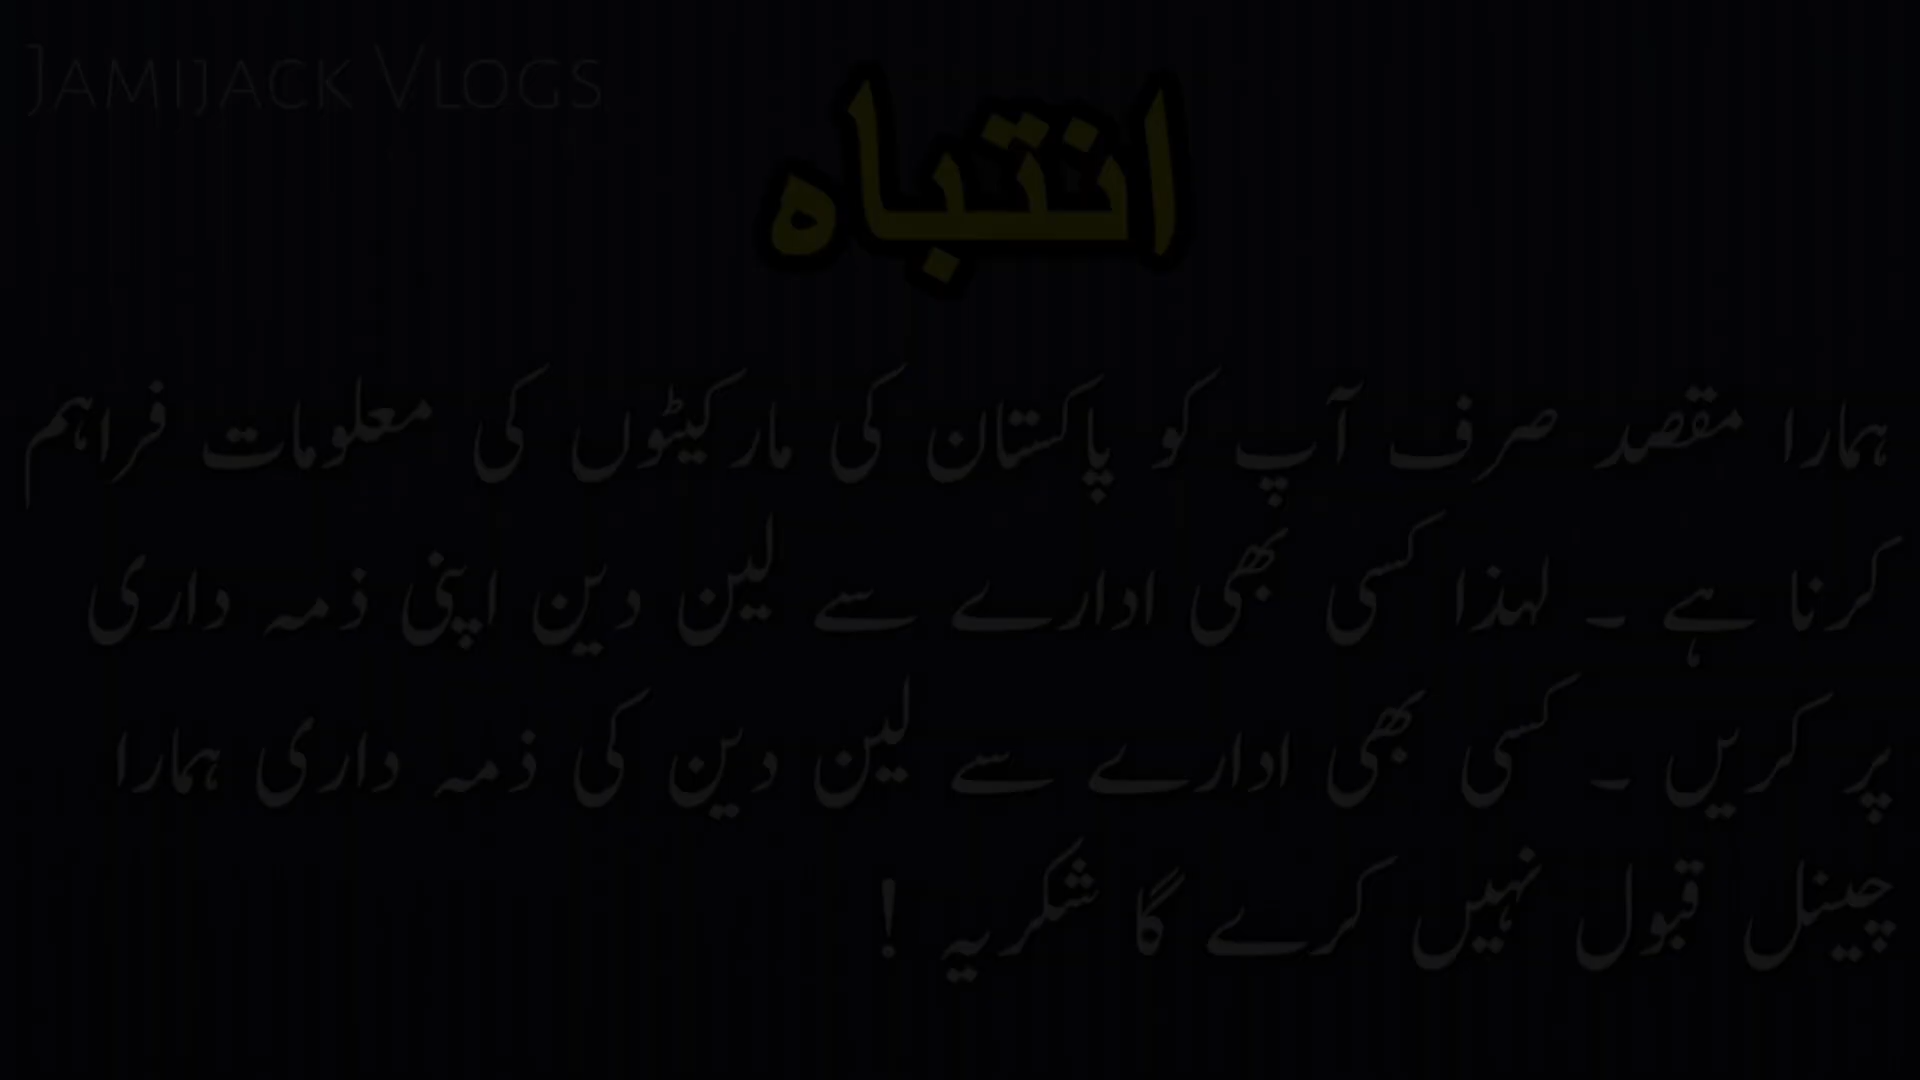 JAMIJACK VLOGS
انتباہ
ہمارا مقصد صرف آپ کو پاکستان کی مارکیٹوں کی معلومات فراہم
کرنا ہے ۔ لہذا کسی بھی ادارے سے لین دین اپنی ذمہ داری
پر کریں ۔ کسی بھی ادارے سے لین دین کی ذمہ داری ہمارا
چینل قبول نہیں کرے گا شکریہ !